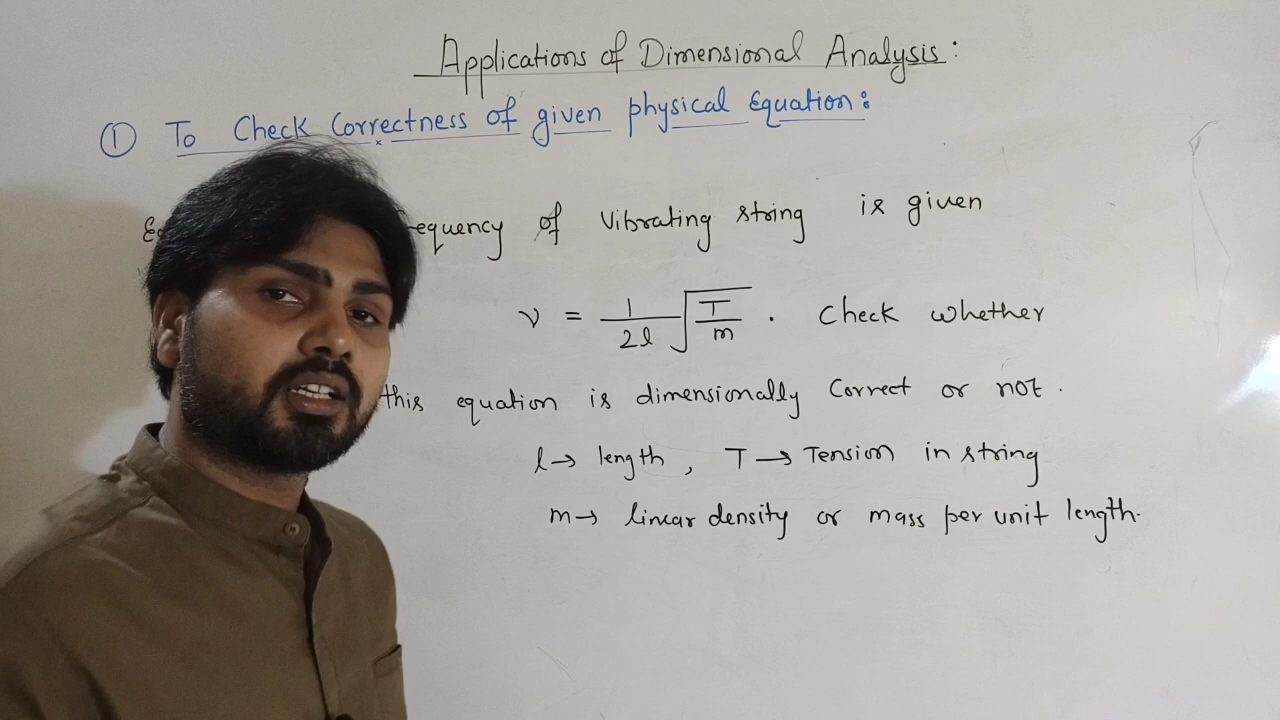 Applications of Dimensional Analysis:
① To Check Correctness of given physical Equation:
of Vibrating string is given
ν = 1/2l √T/m . Check whether
this equation is dimensionally Correct or not.
l→ length, T→ Tension in string
m→ linear density or mass per unit length.